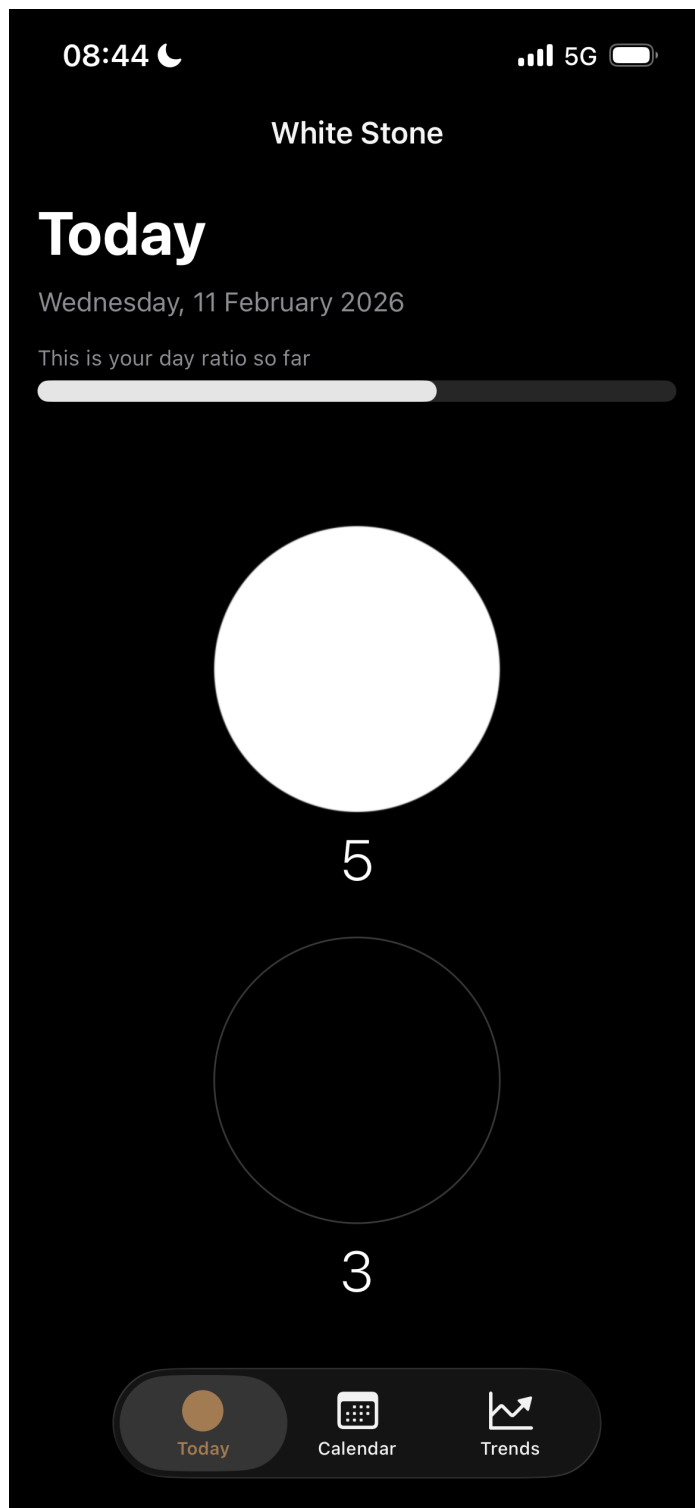 08:44
5G
White Stone
Today
Wednesday, 11 February 2026
This is your day ratio so far
5
3
Today
Calendar
Trends